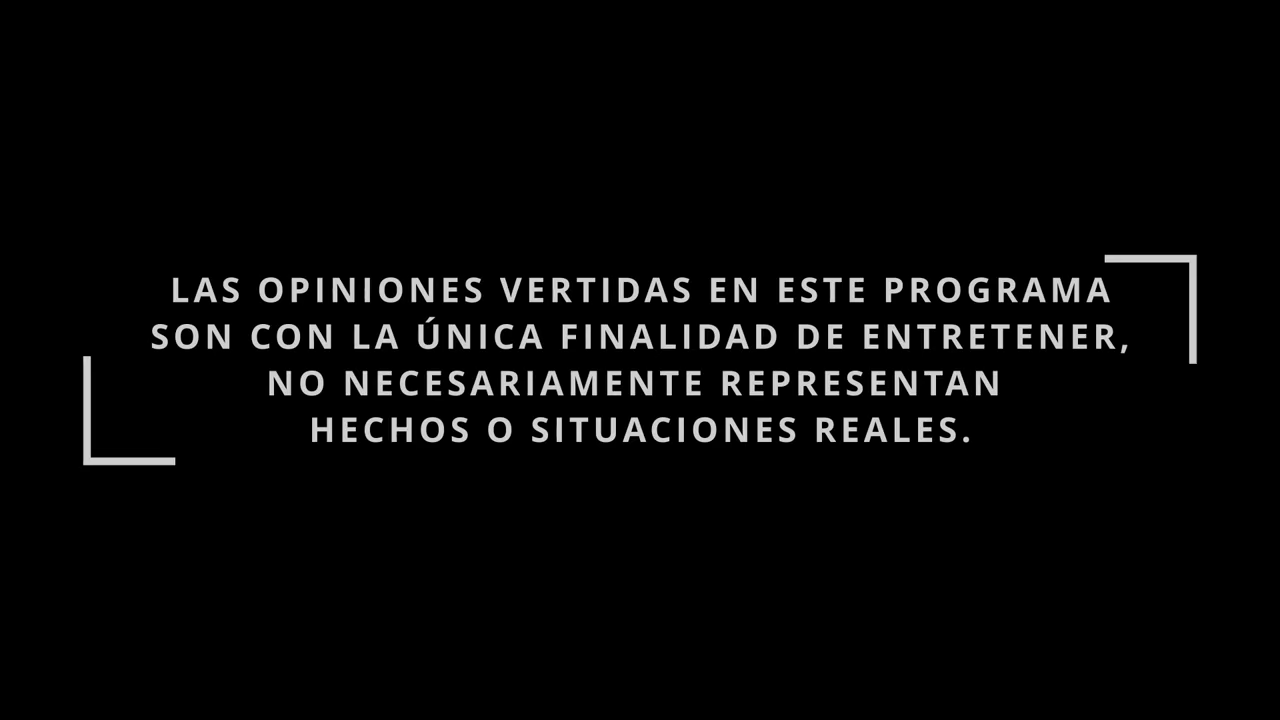 LAS OPINIONES VERTIDAS EN ESTE PROGRAMA
SON CON LA ÚNICA FINALIDAD DE ENTRETENER,
NO NECESARIAMENTE REPRESENTAN
HECHOS O SITUACIONES REALES.